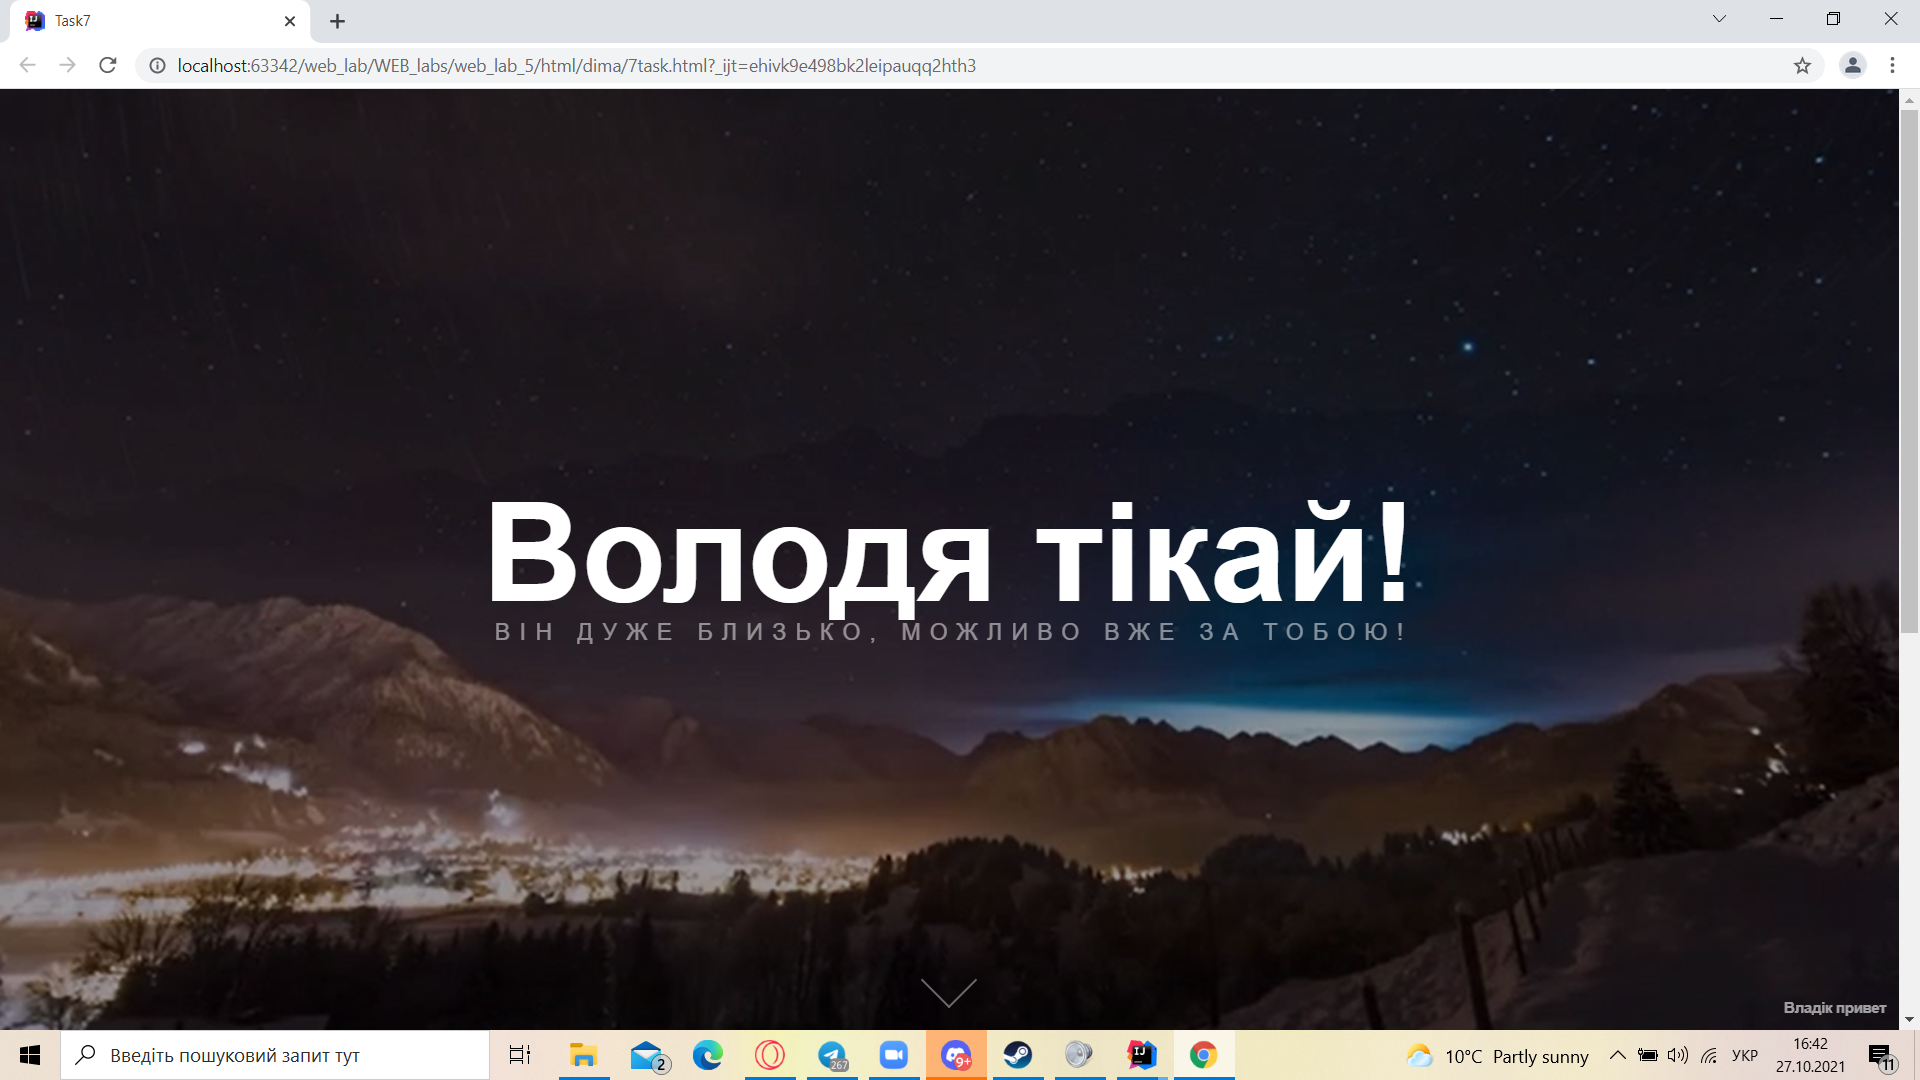 Task7
localhost:63342/web_lab/WEB_labs/web_lab_5/html/dima/7task.html?_ijt=ehivk9e498bk2leipauqq2hth3
Володя тікай!
ВІН ДУЖЕ БЛИЗЬКО, МОЖЛИВО ВЖЕ ЗА ТОБОЮ!
Владік привет
Введіть пошуковий запит тут
2
267
9+
IJ
10°C Partly sunny
УКР
16:42
27.10.2021
11